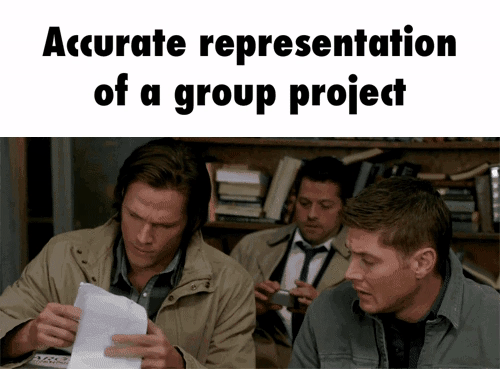 Accurate representation
of a group project